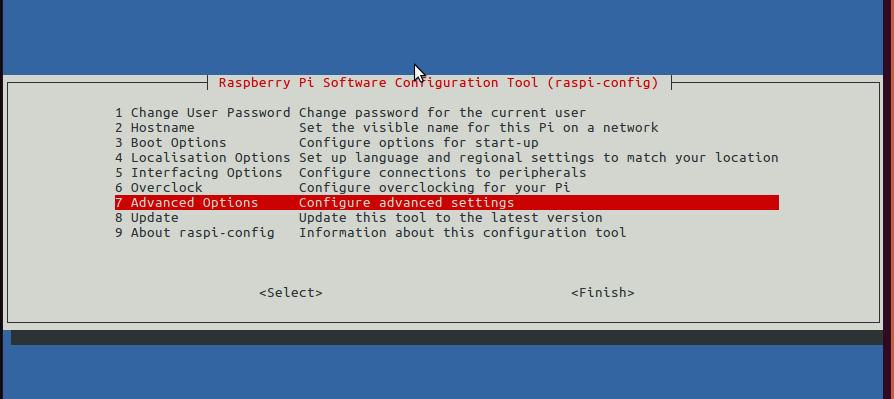 Raspberry Pi Software Configuration Tool (raspi-config)
1 Change User Password Change password for the current user
2 Hostname Set the visible name for this Pi on a network
3 Boot Options Configure options for start-up
4 Localisation Options Set up language and regional settings to match your location
5 Interfacing Options Configure connections to peripherals
6 Overclock Configure overclocking for your Pi
7 Advanced Options Configure advanced settings
8 Update Update this tool to the latest version
9 About raspi-config Information about this configuration tool
<Select> <Finish>